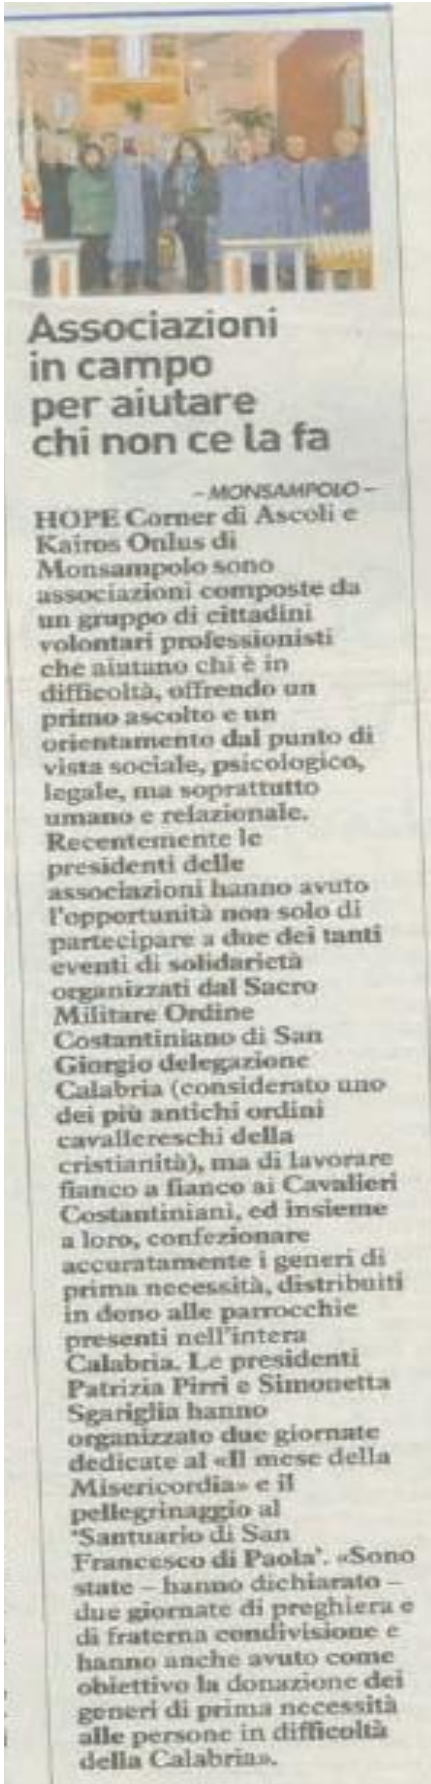 Associazioni
in campo
per aiutare
chi non ce la fa
– MONSAMPOLO –
HOPE Corner di Ascoli e
Kairos Onlus di
Monsampolo sono
associazioni composte da
un gruppo di cittadini
volontari professionisti
che aiutano chi è in
difficoltà, offrendo un
primo ascolto e un
orientamento dal punto di
vista sociale, psicologico,
legale, ma soprattutto
umano e relazionale.
Recentemente le
presidenti delle
associazioni hanno avuto
l'opportunità non solo di
partecipare a due dei tanti
eventi di solidarietà
organizzati dal Sacro
Militare Ordine
Costantiniano di San
Giorgio delegazione
Calabria (considerato uno
dei più antichi ordini
cavallereschi della
cristianità), ma di lavorare
fianco a fianco ai Cavalieri
Costantiniani, ed insieme
a loro, confezionare
accuratamente i generi di
prima necessità, distribuiti
in dono alle parrocchie
presenti nell'intera
Calabria. Le presidenti
Patrizia Pirri e Simonetta
Sgariglia hanno
organizzato due giornate
dedicate al «Il mese della
Misericordia» e il
pellegrinaggio al
'Santuario di San
Francesco di Paola'. «Sono
state – hanno dichiarato –
due giornate di preghiera e
di fraterna condivisione e
hanno anche avuto come
obiettivo la donazione dei
generi di prima necessità
alle persone in difficoltà
della Calabria».